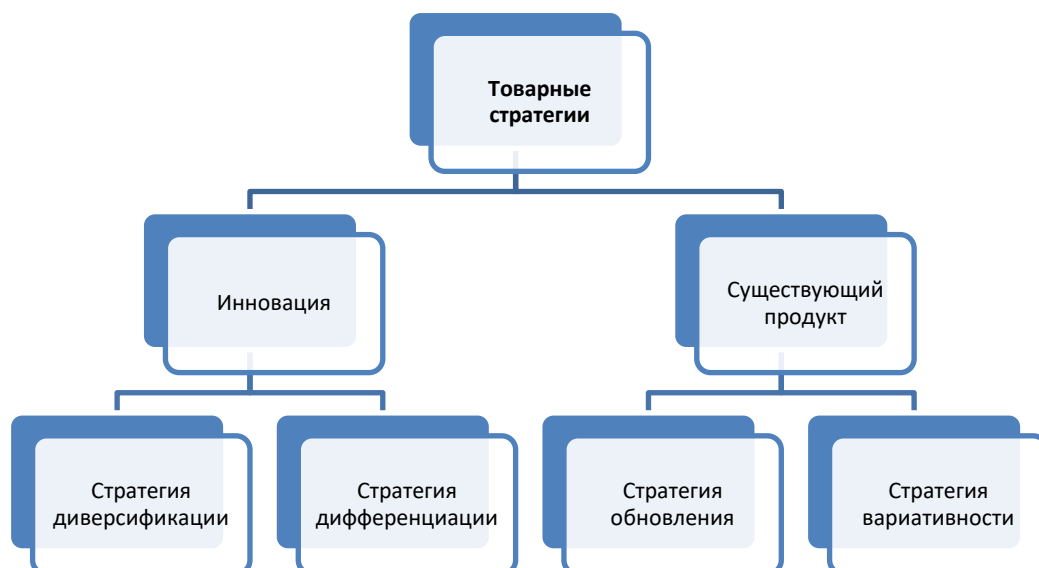 Товарные
стратегии
Инновация
Существующий
продукт
Стратегия
диверсификации
Стратегия
дифференциации
Стратегия
обновления
Стратегия
вариативности